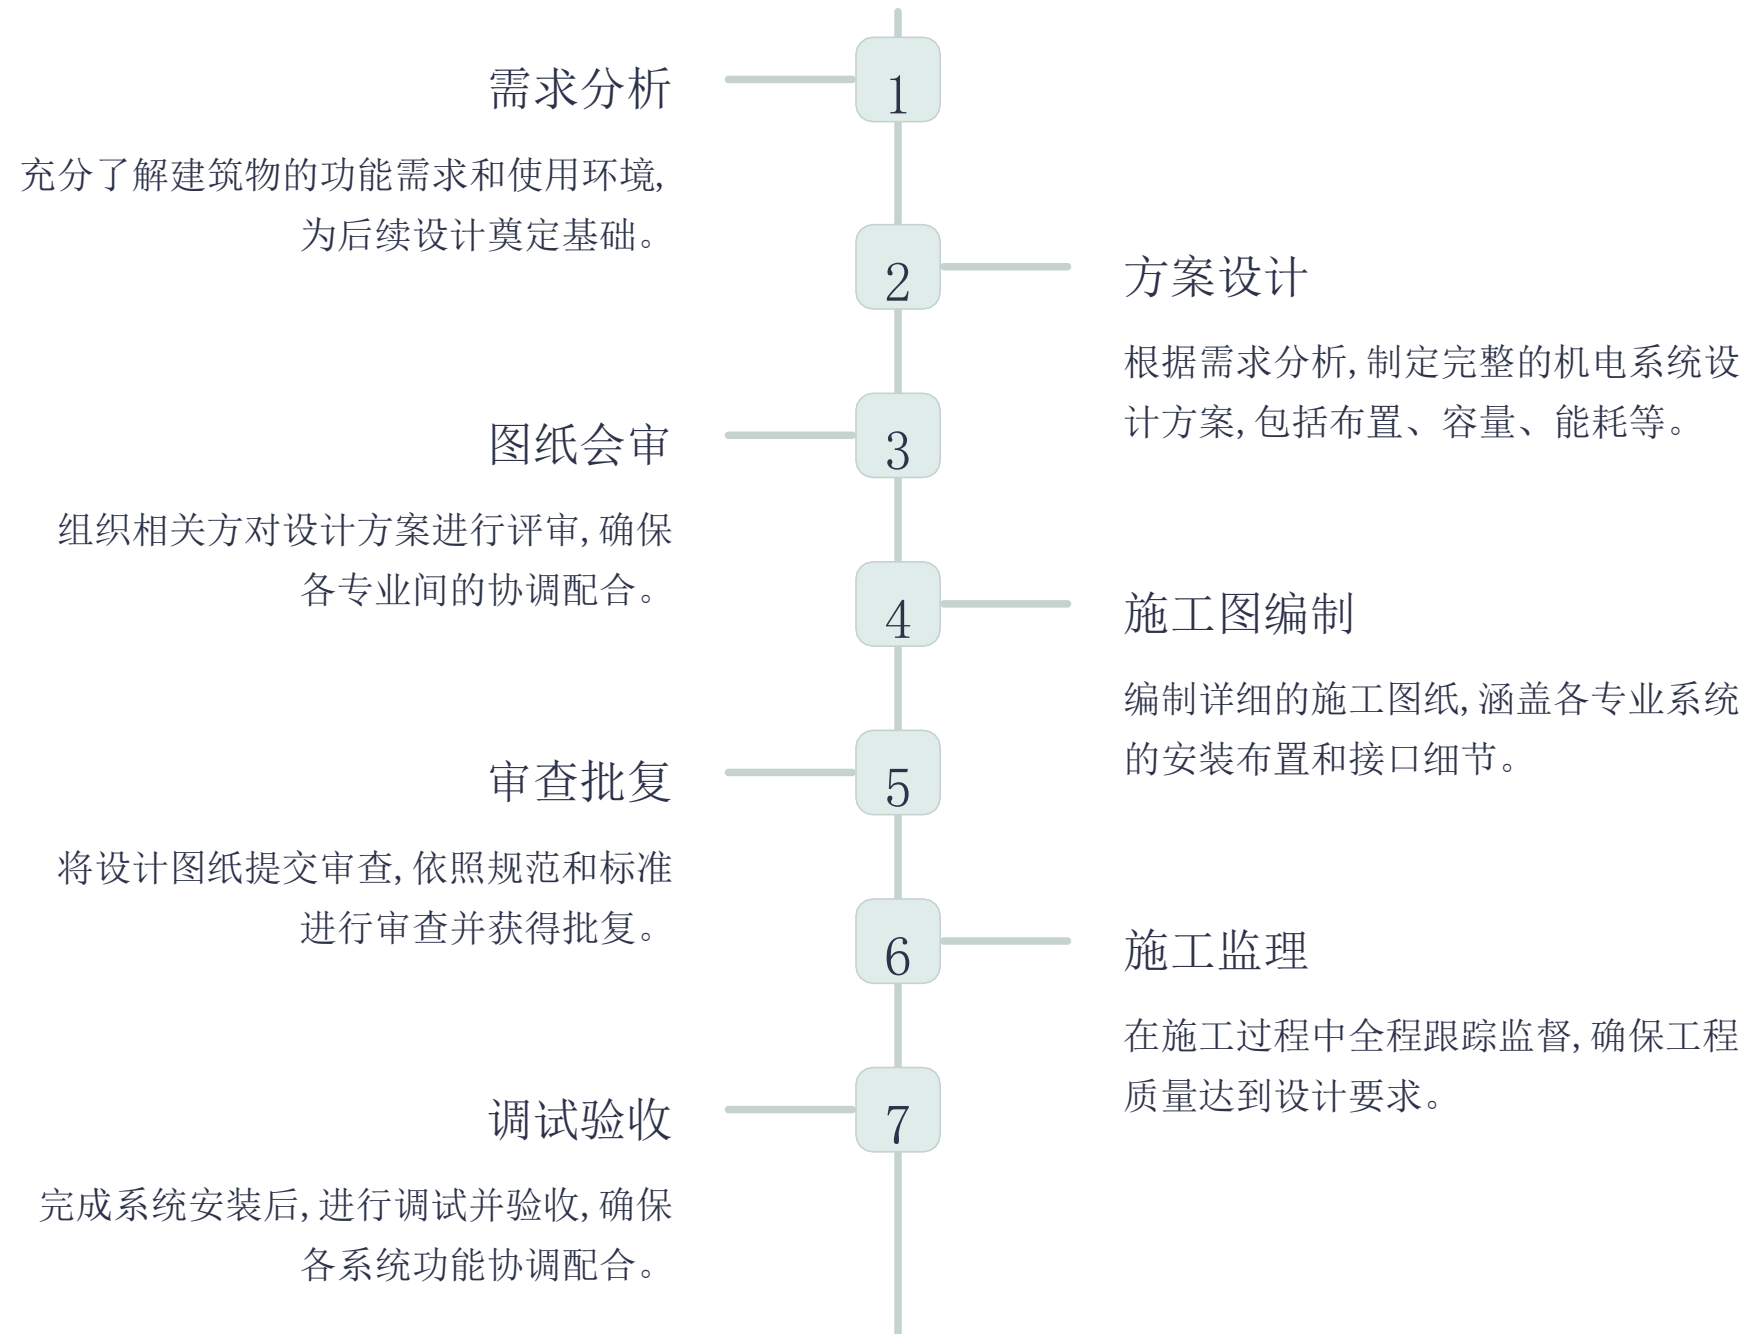 1
需求分析
充分了解建筑物的功能需求和使用环境,
为后续设计奠定基础。
2
方案设计
根据需求分析, 制定完整的机电系统设
计方案, 包括布置、容量、能耗等。
3
图纸会审
组织相关方对设计方案进行评审, 确保
各专业间的协调配合。
4
施工图编制
编制详细的施工图纸, 涵盖各专业系统
的安装布置和接口细节。
5
审查批复
将设计图纸提交审查, 依照规范和标准
进行审查并获得批复。
6
施工监理
在施工过程中全程跟踪监督, 确保工程
质量达到设计要求。
7
调试验收
完成系统安装后, 进行调试并验收, 确保
各系统功能协调配合。